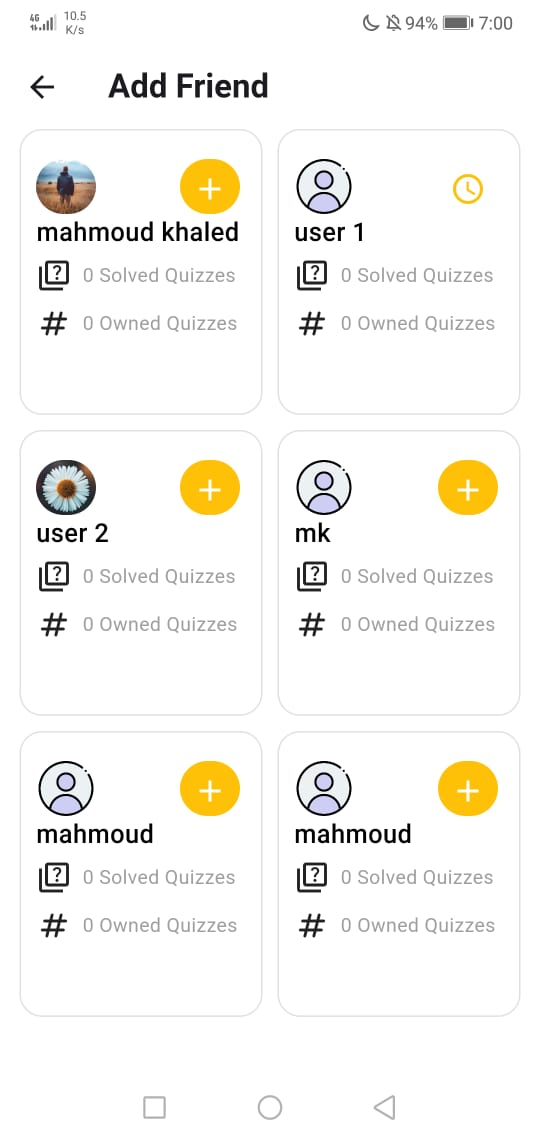 4G 10.5 K/s 94% 7:00
Add Friend
mahmoud khaled
0 Solved Quizzes
# 0 Owned Quizzes
user 1
0 Solved Quizzes
# 0 Owned Quizzes
user 2
0 Solved Quizzes
# 0 Owned Quizzes
mk
0 Solved Quizzes
# 0 Owned Quizzes
mahmoud
0 Solved Quizzes
# 0 Owned Quizzes
mahmoud
0 Solved Quizzes
# 0 Owned Quizzes